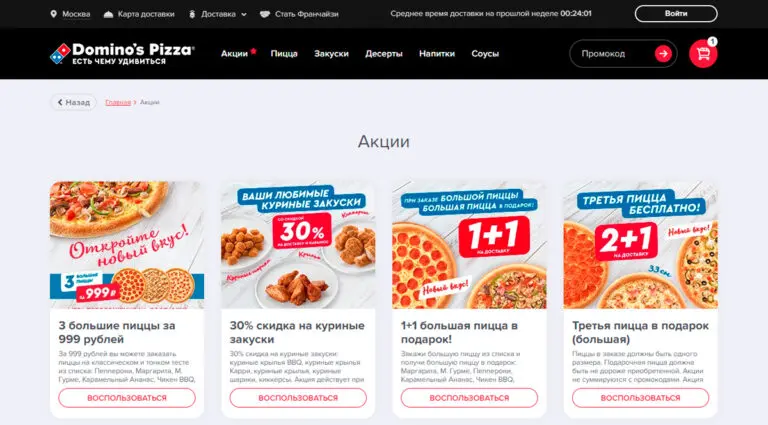 Москва
Карта доставки
Доставка
Стать Франчайзи
Среднее время доставки на прошлой неделе 00:24:01
Войти
Domino's Pizza
ЕСТЬ ЧЕМУ УДИВИТЬСЯ
Акции
Пицца
Закуски
Десерты
Напитки
Соусы
Промокод
1
Назад
Главная > Акции
Акции
Откройте
новый вкус!
3 БОЛЬШИЕ
ПИЦЦЫ
ЗА 999₽
3 большие пиццы за
999 рублей
За 999 рублей вы можете заказать
пиццы на классическом и тонком тесте
из списка: Пепперони, Маргарита, М.
Гурме, Карамельный Ананас, Чикен BBQ,
ВОСПОЛЬЗОВАТЬСЯ
ВАШИ ЛЮБИМЫЕ
КУРИНЫЕ ЗАКУСКИ
СО СКИДКОЙ
30%
НА ДОСТАВКУ И КАРРИАУТ
Киккерсы
Куриные шарики
Крылья
30% скидка на куриные
закуски
30% скидка на куриные закуски:
куриные крылья BBQ, куриные крылья
Карри, куриные крылья, куриные
шарики, киккерсы. Акция действует при
ВОСПОЛЬЗОВАТЬСЯ
ПРИ ЗАКАЗЕ БОЛЬШОЙ ПИЦЦЫ
БОЛЬШАЯ ПИЦЦА В ПОДАРОК!
1+1
НА ДОСТАВКУ
Новый вкус!
1+1 большая пицца в
подарок!
Закажи большую пиццу из списка и
получи большую пиццу в подарок:
Маргарита, М. Гурме, Пепперони,
Карамельный Ананас, Чикен BBQ,
ВОСПОЛЬЗОВАТЬСЯ
ТРЕТЬЯ ПИЦЦА
БЕСПЛАТНО!
2+1
НА ДОСТАВКУ
Новый вкус!
33 см
Третья пицца в подарок
(большая)
Пиццы в заказе должны быть одного
размера. Подарочная пицца должна
быть не дороже приобретенной. Акции
не суммируются с промокодами. Акция
ВОСПОЛЬЗОВАТЬСЯ